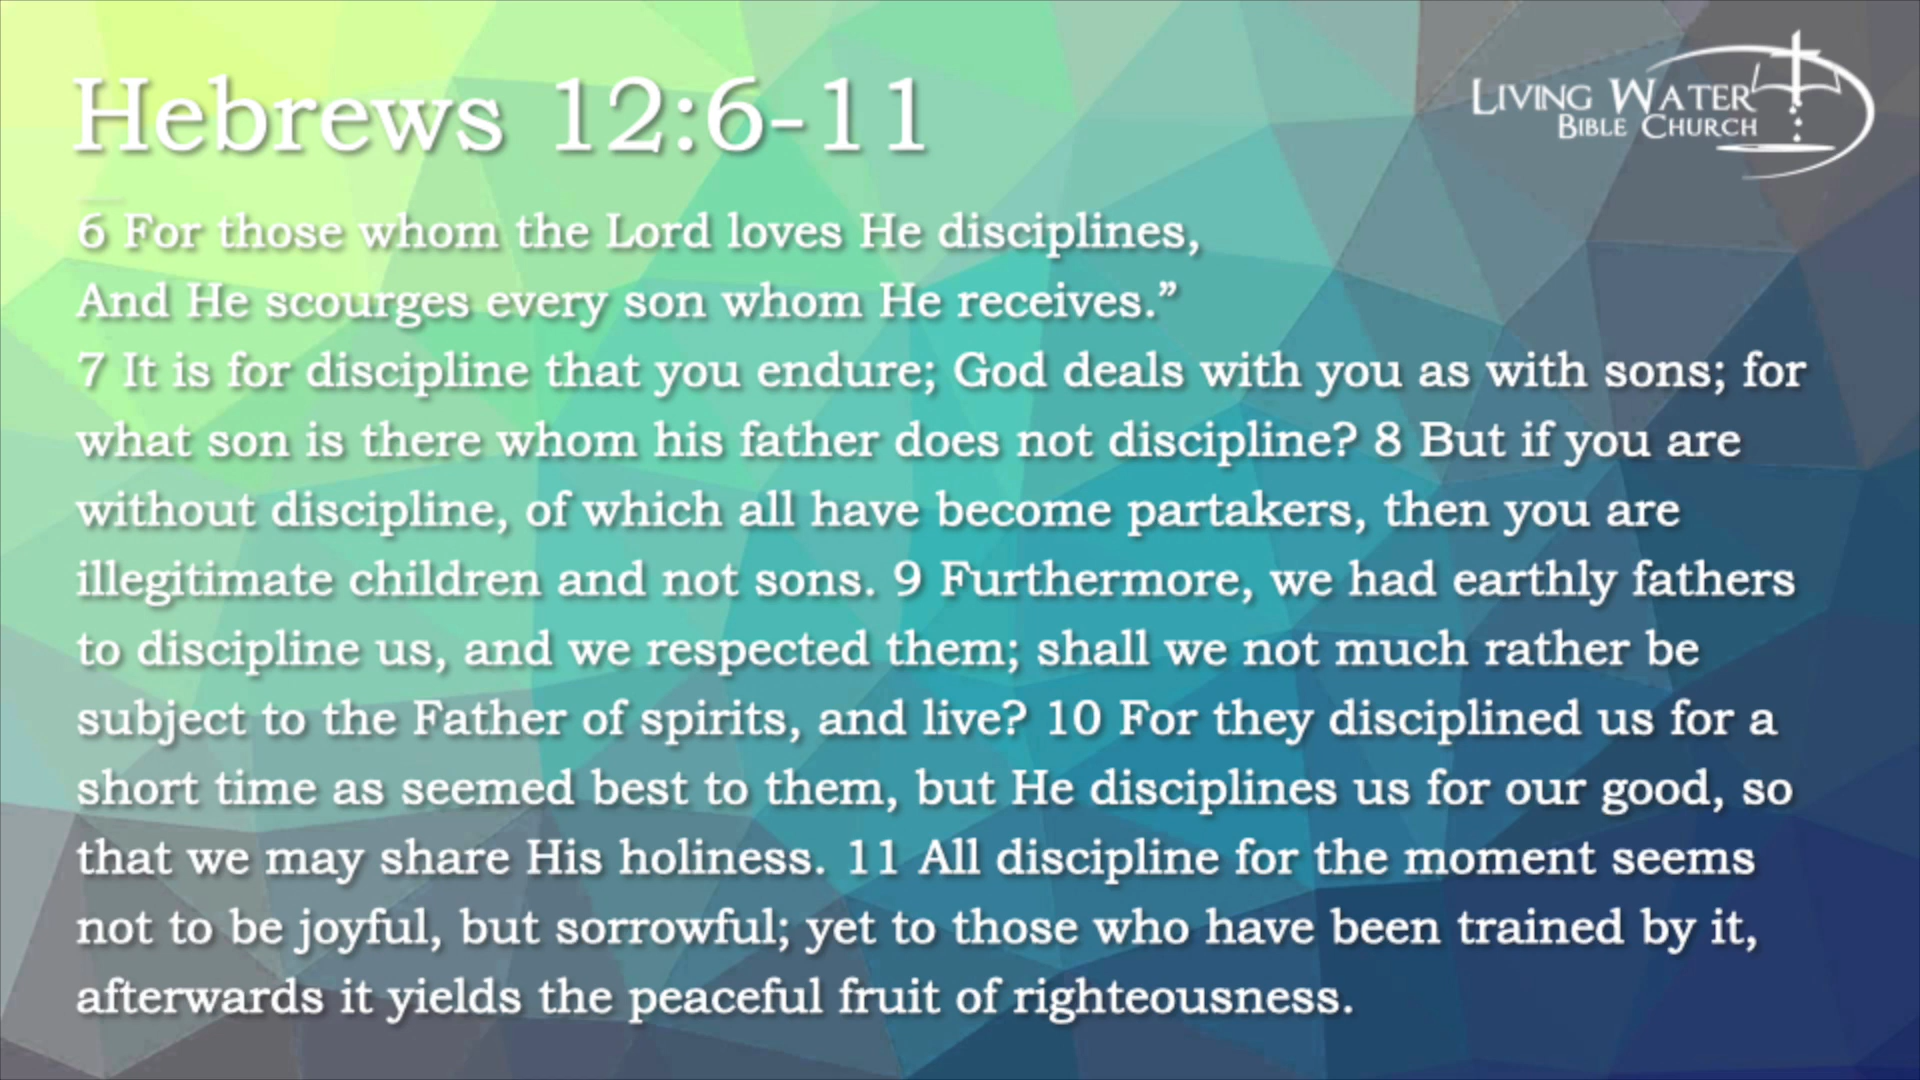 Hebrews 12:6-11
LIVING WATER
BIBLE CHURCH
6 For those whom the Lord loves He disciplines,
And He scourges every son whom He receives.”
7 It is for discipline that you endure; God deals with you as with sons; for
what son is there whom his father does not discipline? 8 But if you are
without discipline, of which all have become partakers, then you are
illegitimate children and not sons. 9 Furthermore, we had earthly fathers
to discipline us, and we respected them; shall we not much rather be
subject to the Father of spirits, and live? 10 For they disciplined us for a
short time as seemed best to them, but He disciplines us for our good, so
that we may share His holiness. 11 All discipline for the moment seems
not to be joyful, but sorrowful; yet to those who have been trained by it,
afterwards it yields the peaceful fruit of righteousness.